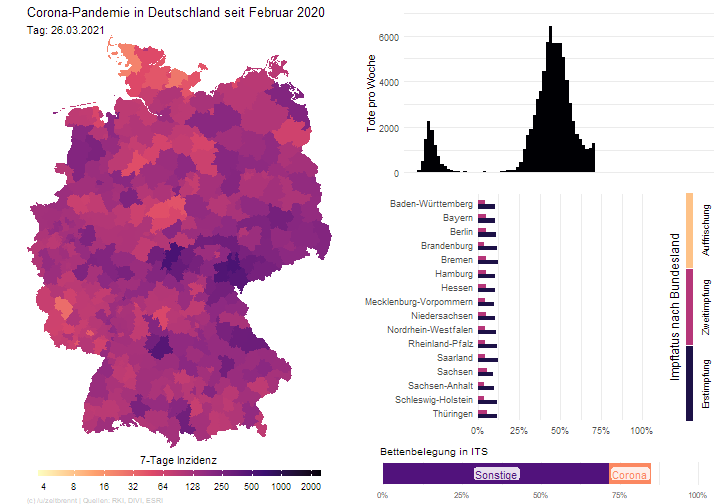 Corona-Pandemie in Deutschland seit Februar 2020
Tag: 26.03.2021
7-Tage Inzidenz
4 8 16 32 64 128 250 500 1000 2000
(c) /u/zeitbrennt | Quellen: RKI, DIVI, ESRI
Tote pro Woche
6000
4000
2000
0
Baden-Württemberg
Bayern
Berlin
Brandenburg
Bremen
Hamburg
Hessen
Mecklenburg-Vorpommern
Niedersachsen
Nordrhein-Westfalen
Rheinland-Pfalz
Saarland
Sachsen
Sachsen-Anhalt
Schleswig-Holstein
Thüringen
0% 25% 50% 75% 100%
Impfstatus nach Bundesland
Auffrischung
Zweitimpfung
Erstimpfung
Bettenbelegung in ITS
Sonstige Corona
0% 25% 50% 75% 100%